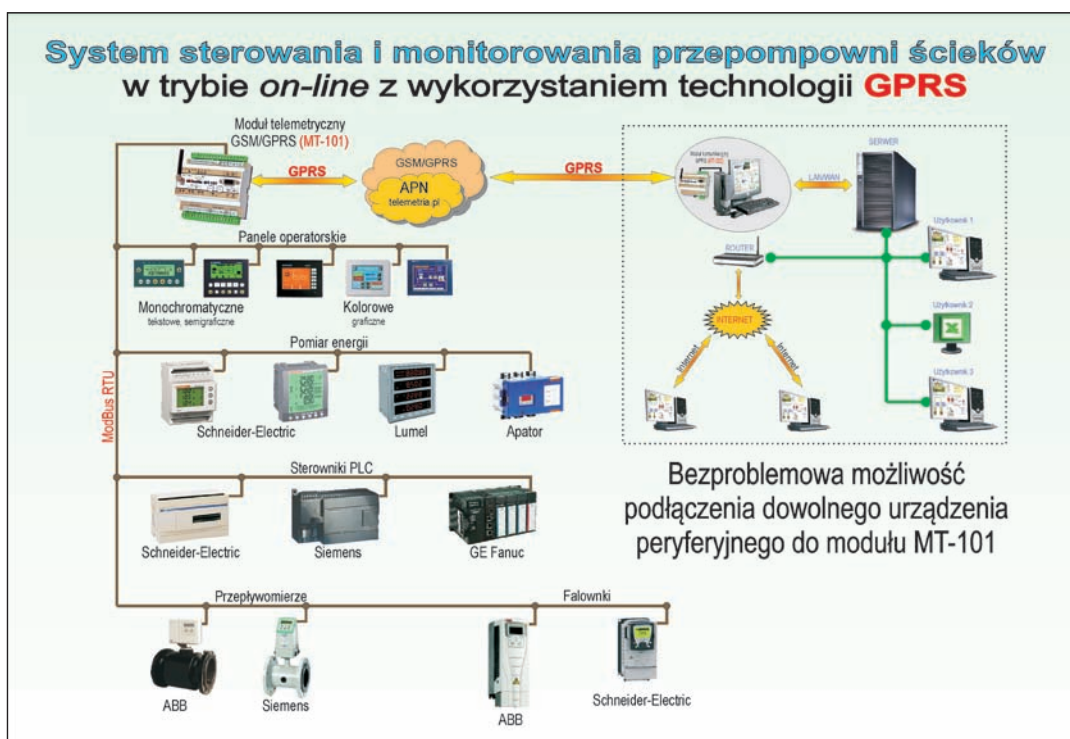 System sterowania i monitorowania przepompowni ścieków
w trybie on-line z wykorzystaniem technologii GPRS
Moduł telemetryczny
GSM/GPRS (MT-101)
GPRS
GSM/GPRS
APN
telemetria.pl
GPRS
LAN/WAN
SERWER
Użytkownik 1
ROUTER
Użytkownik 2
INTERNET
Internet
Internet
Użytkownik 3
Panele operatorskie
Monochromatyczne
tekstowe, semigraficzne
Kolorowe
graficzne
ModBus RTU
Pomiar energii
Schneider-Electric
Lumel
Apator
Sterowniki PLC
Schneider-Electric
Siemens
GE Fanuc
Bezproblemowa możliwość
podłączenia dowolnego urządzenia
peryferyjnego do modułu MT-101
Przepływomierze
Falowniki
ABB
Siemens
ABB
Schneider-Electric